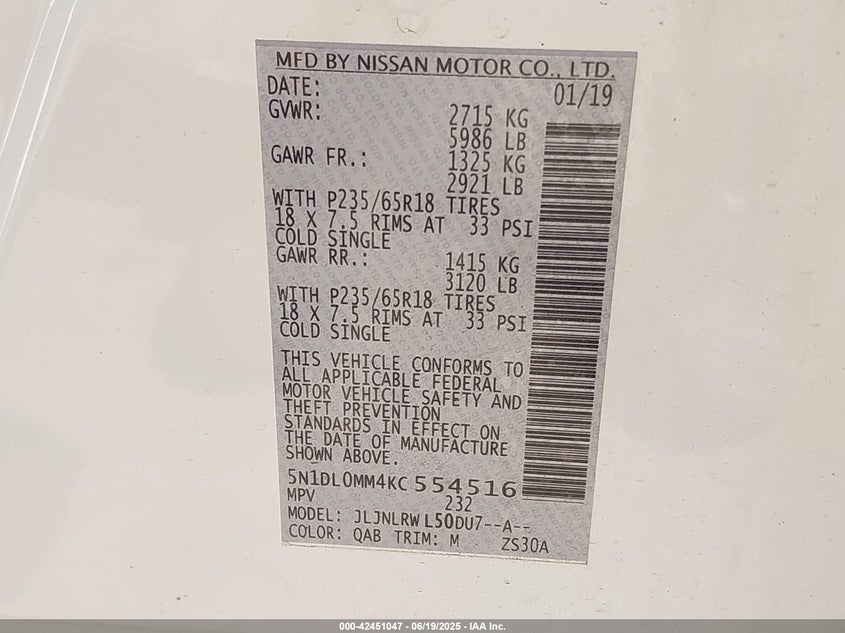 MFD BY NISSAN MOTOR CO., LTD.
DATE: 01/19
GVWR: 2715 KG
5986 LB
GAWR FR.: 1325 KG
2921 LB
WITH P235/65R18 TIRES
18 X 7.5 RIMS AT 33 PSI
COLD SINGLE
GAWR RR.: 1415 KG
3120 LB
WITH P235/65R18 TIRES
18 X 7.5 RIMS AT 33 PSI
COLD SINGLE
THIS VEHICLE CONFORMS TO
ALL APPLICABLE FEDERAL
MOTOR VEHICLE SAFETY AND
THEFT PREVENTION
STANDARDS IN EFFECT ON
THE DATE OF MANUFACTURE
SHOWN ABOVE.
5N1DL0MM4KC 554516
MPV 232
MODEL: JLJNLRW L50DU7--A--
COLOR: QAB TRIM: M ZS30A
000-42451047 - 06/19/2025 - IAA Inc.